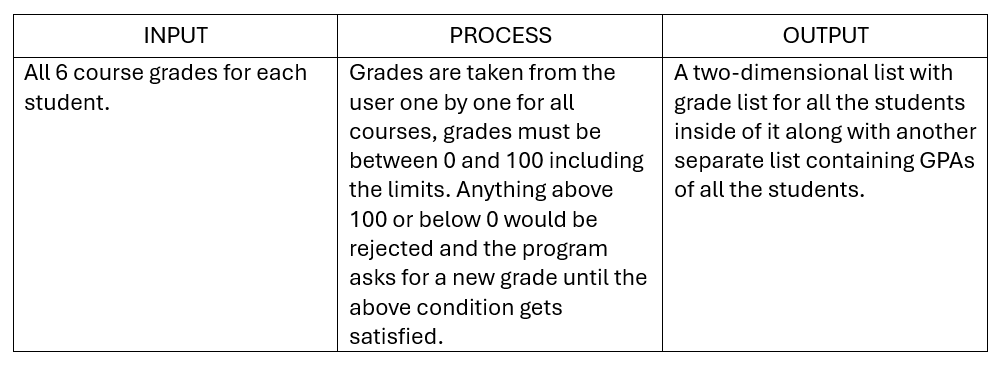 INPUT
PROCESS
OUTPUT
All 6 course grades for each
student.
Grades are taken from the
user one by one for all
courses, grades must be
between 0 and 100 including
the limits. Anything above
100 or below 0 would be
rejected and the program
asks for a new grade until the
above condition gets
satisfied.
A two-dimensional list with
grade list for all the students
inside of it along with another
separate list containing GPAs
of all the students.